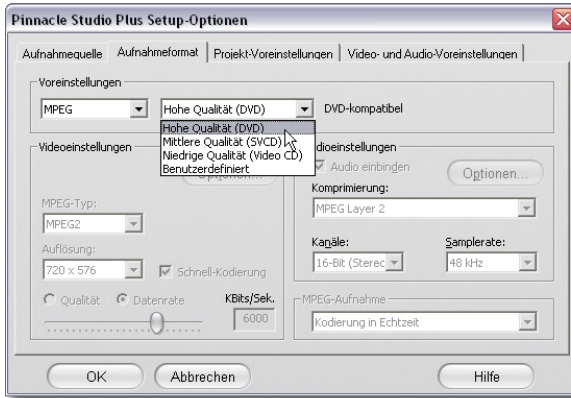 Pinnacle Studio Plus Setup-Optionen
Aufnahmequelle Aufnahmeformat Projekt-Voreinstellungen Video- und Audio-Voreinstellungen
Voreinstellungen
MPEG Hohe Qualität (DVD) DVD-kompatibel
Hohe Qualität (DVD)
Mittlere Qualität (SVCD)
Niedrige Qualität (Video CD)
Benutzerdefiniert
Videoeinstellungen
MPEG-Typ:
MPEG2
Auflösung:
720 x 576 Schnell-Kodierung
Qualität Datenrate KBits/Sek.
6000
dioeinstellungen
Audio einbinden Optionen...
Komprimierung:
MPEG Layer 2
Kanäle: Samplerate:
16-Bit (Sterec 48 kHz
MPEG-Aufnahme
Kodierung in Echtzeit
OK Abbrechen Hilfe